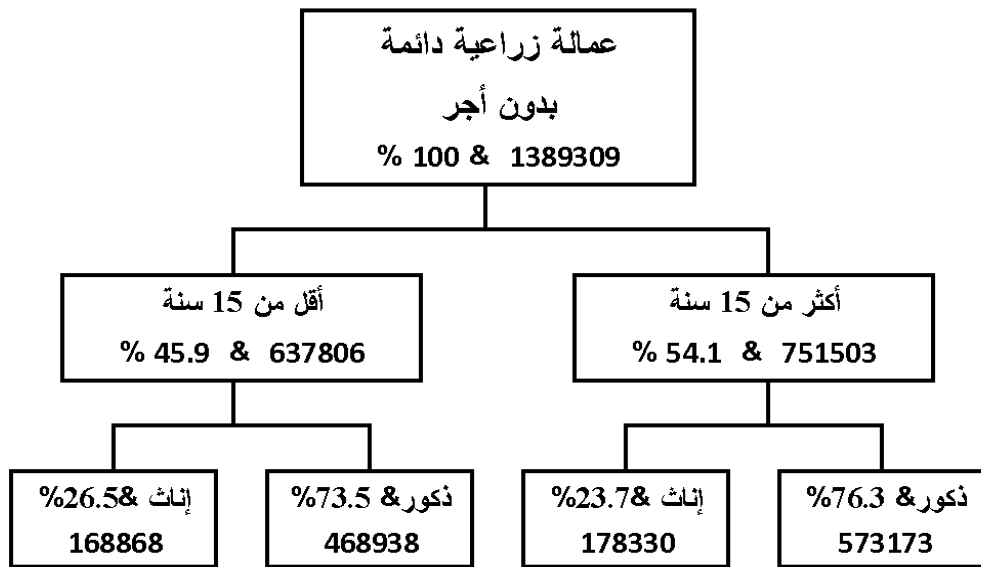 عمالة زراعية دائمة
بدون أجر
1389309 & 100 %
أكثر من 15 سنة
751503 & 54.1 %
أقل من 15 سنة
637806 & 45.9 %
ذكور& 76.3%
573173
إناث &23.7%
178330
ذكور& 73.5%
468938
إناث &26.5%
168868